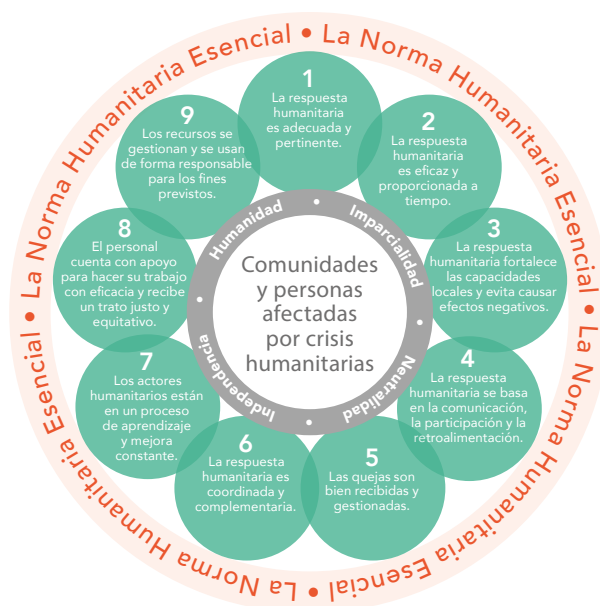 La Norma Humanitaria Esencial • La Norma Humanitaria Esencial • La Norma Humanitaria Esencial • La Norma Humanitaria Esencial •
1
La respuesta
humanitaria
es adecuada y
pertinente.
2
La respuesta
humanitaria
es eficaz y
proporcionada a
tiempo.
3
La respuesta
humanitaria fortalece
las capacidades
locales y evita causar
efectos negativos.
4
La respuesta
humanitaria se basa
en la comunicación,
la participación y la
retroalimentación.
5
Las quejas son
bien recibidas y
gestionadas.
6
La respuesta
humanitaria es
coordinada y
complementaria.
7
Los actores
humanitarios están
en un proceso
de aprendizaje
y mejora
constante.
8
El personal
cuenta con apoyo
para hacer su trabajo
con eficacia y recibe
un trato justo y
equitativo.
9
Los recursos se
gestionan y se usan
de forma responsable
para los fines
previstos.
Humanidad • Imparcialidad • Neutralidad • Independencia •
Comunidades
y personas
afectadas
por crisis
humanitarias